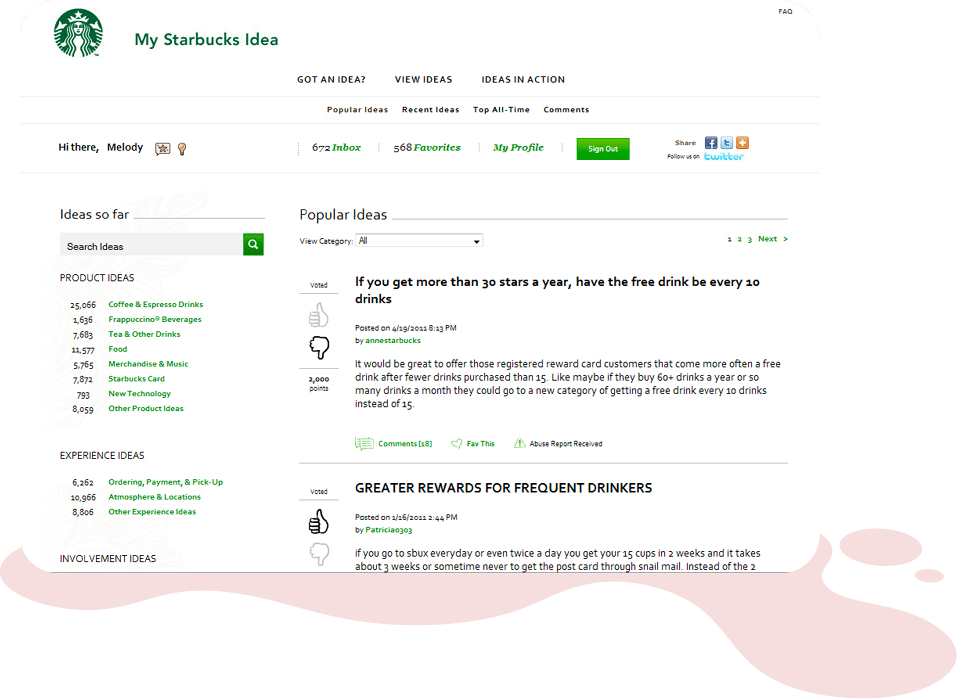 FAQ
My Starbucks Idea
GOT AN IDEA? VIEW IDEAS IDEAS IN ACTION
Popular Ideas Recent Ideas Top All-Time Comments
Hi there, Melody 672 Inbox 568 Favorites My Profile Sign Out Share
Follow us on twitter
Ideas so far
Search Ideas
PRODUCT IDEAS
25,066 Coffee & Espresso Drinks
1,636 Frappuccino® Beverages
7,683 Tea & Other Drinks
11,577 Food
5,765 Merchandise & Music
7,872 Starbucks Card
793 New Technology
8,059 Other Product Ideas
EXPERIENCE IDEAS
6,262 Ordering, Payment, & Pick-Up
10,966 Atmosphere & Locations
8,806 Other Experience Ideas
INVOLVEMENT IDEAS
Popular Ideas
View Category: All 1 2 3 Next >
Voted
2,000
points
If you get more than 30 stars a year, have the free drink be every 10
drinks
Posted on 4/19/2011 8:13 PM
by annestarbucks
It would be great to offer those registered reward card customers that come more often a free
drink after fewer drinks purchased than 15. Like maybe if they buy 60+ drinks a year or so
many drinks a month they could go to a new category of getting a free drink every 10 drinks
instead of 15.
Comments [18] Fav This Abuse Report Received
Voted
GREATER REWARDS FOR FREQUENT DRINKERS
Posted on 1/16/2011 2:44 PM
by Patricia0303
if you go to sbux everyday or even twice a day you get your 15 cups in 2 weeks and it takes
about 3 weeks or sometime never to get the post card through snail mail. Instead of the 2